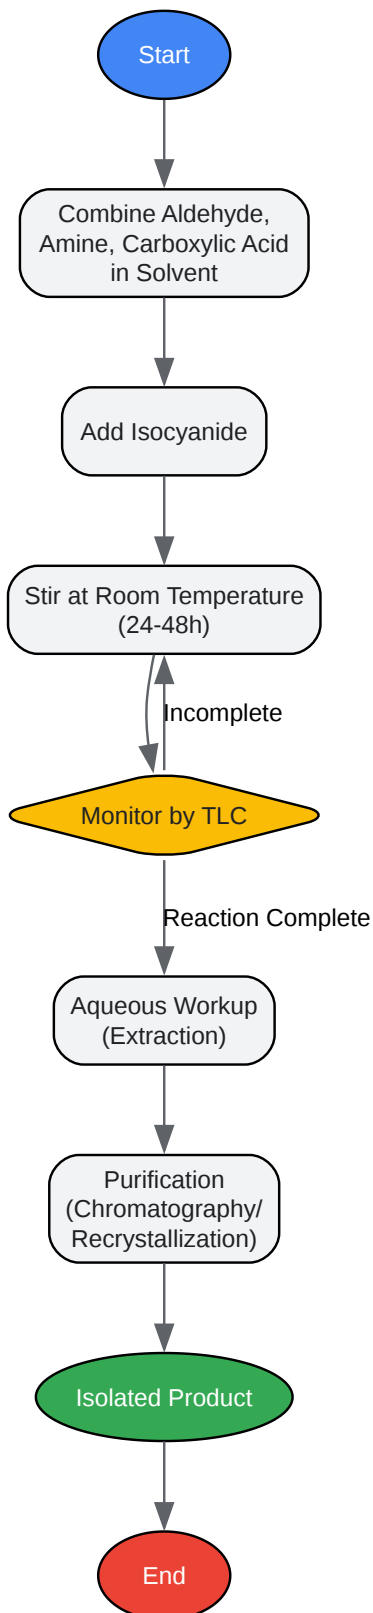 Start
Combine Aldehyde,
Amine, Carboxylic Acid
in Solvent
Add Isocyanide
Stir at Room Temperature
(24-48h)
Incomplete
Monitor by TLC
Reaction Complete
Aqueous Workup
(Extraction)
Purification
(Chromatography/
Recrystallization)
Isolated Product
End